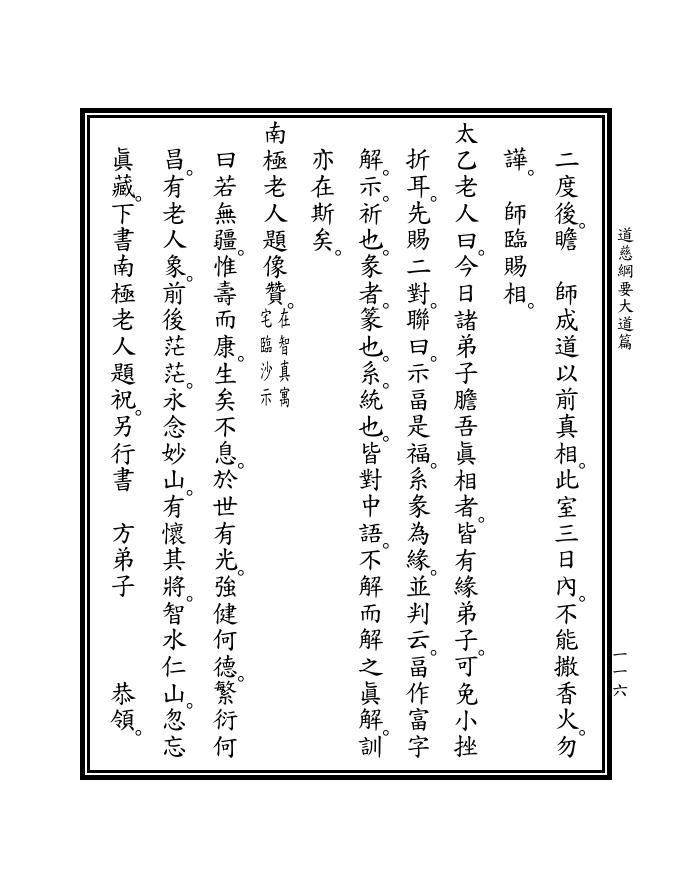 道慈綱要大道篇
一一六
二度後。瞻　師成道以前真相。此室三日內。不能撤香火。勿
譁。　師臨賜相。
太乙老人曰。今日諸弟子膽吾眞相者。皆有緣弟子。可免小挫
折耳。先賜二對。聯曰。示畐是福。系彖為緣。並判云。畐作富字
解。示。祈也。彖者。篆也。系。統也。皆對中語。不解而解之眞解。訓
亦在斯矣。
南極老人題像贊。在智真寓宅臨沙示
曰若無疆。惟壽而康。生矣不息。於世有光。強健何德。繁衍何
昌。有老人象。前後茫茫。永念妙山。有懷其將。智水仁山。忽忘
眞藏。下書南極老人題祝。另行書　方弟子　　　恭領。